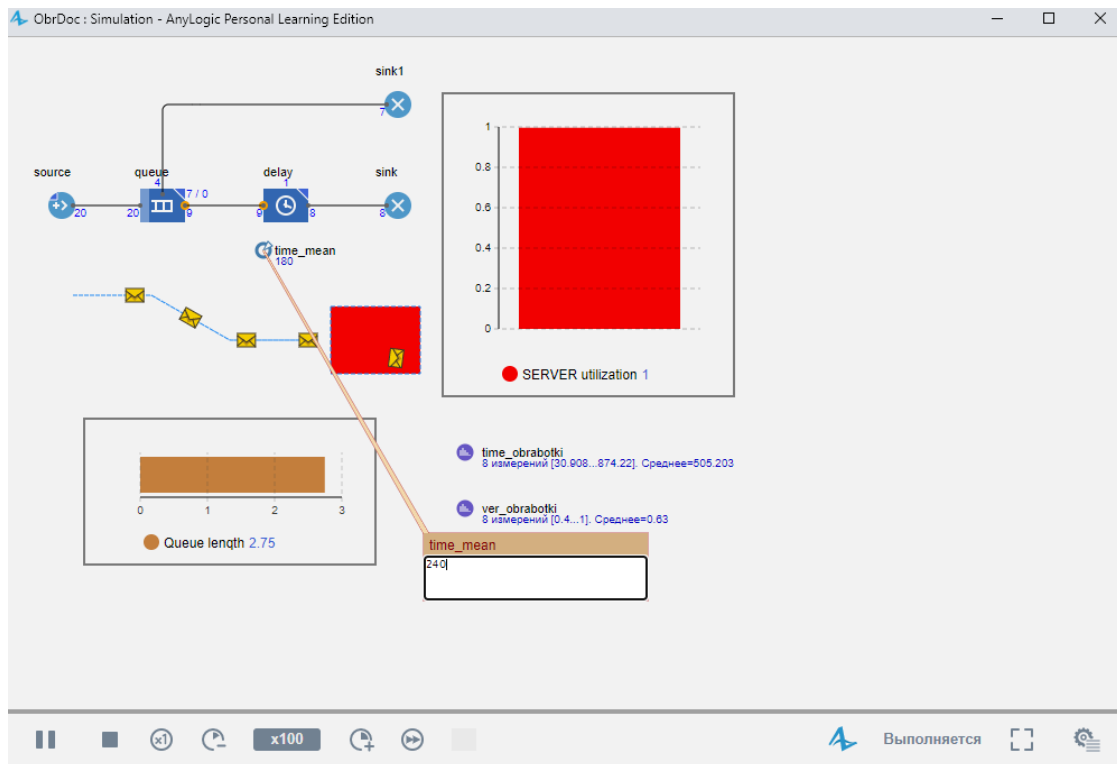 ObrDoc : Simulation - AnyLogic Personal Learning Edition
sink1
7
source
queue
delay
sink
4
1
7 / 0
20
20
9
9
8
8
time_mean
180
1
0.8
0.6
0.4
0.2
0
SERVER utilization 1
0
1
2
3
Queue length 2.75
time_obrabotki
8 измерений [30.908...874.22]. Среднее=505.203
ver_obrabotki
8 измерений [0.4...1]. Среднее=0.63
time_mean
240
x1
x100
Выполняется